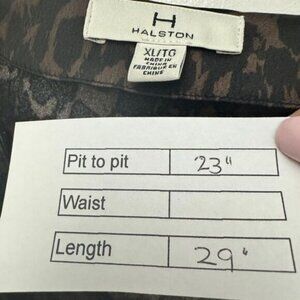 H
HALSTON
XL/TG
MADE IN
CHINA
FABRIQUÉ EN
CHINE
Pit to pit 23"
Waist
Length 29"